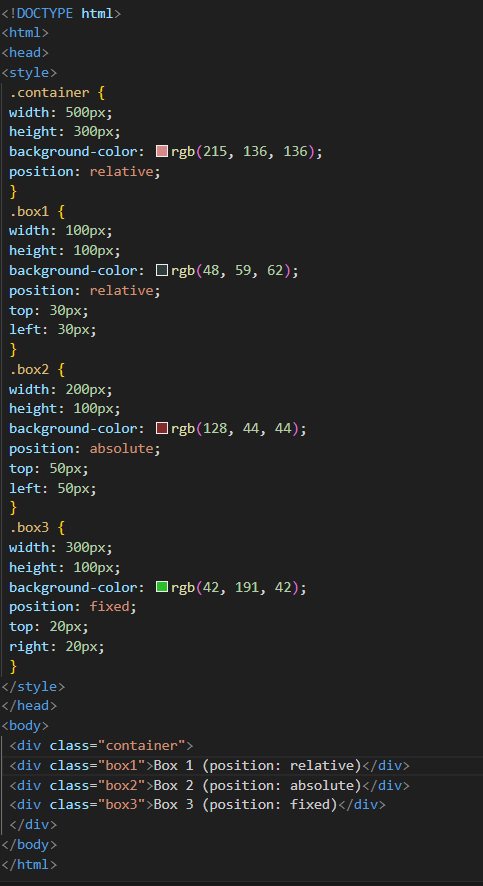 <!DOCTYPE html>
<html>
<head>
<style>
.container {
width: 500px;
height: 300px;
background-color: rgb(215, 136, 136);
position: relative;
}
.box1 {
width: 100px;
height: 100px;
background-color: rgb(48, 59, 62);
position: relative;
top: 30px;
left: 30px;
}
.box2 {
width: 200px;
height: 100px;
background-color: rgb(128, 44, 44);
position: absolute;
top: 50px;
left: 50px;
}
.box3 {
width: 300px;
height: 100px;
background-color: rgb(42, 191, 42);
position: fixed;
top: 20px;
right: 20px;
}
</style>
</head>
<body>
<div class="container">
<div class="box1">Box 1 (position: relative)</div>
<div class="box2">Box 2 (position: absolute)</div>
<div class="box3">Box 3 (position: fixed)</div>
</div>
</body>
</html>